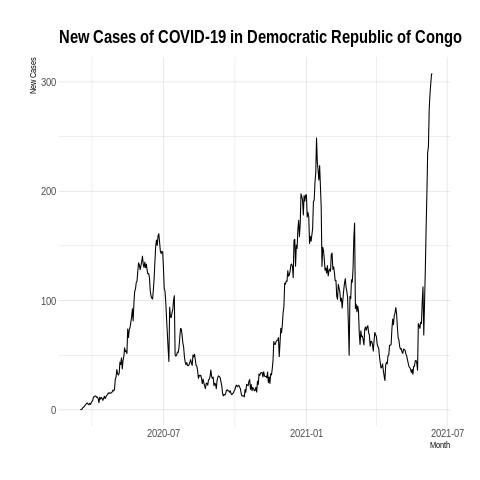 New Cases of COVID-19 in Democratic Republic of Congo
New Cases
300
200
100
0
2020-07
2021-01
2021-07
Month